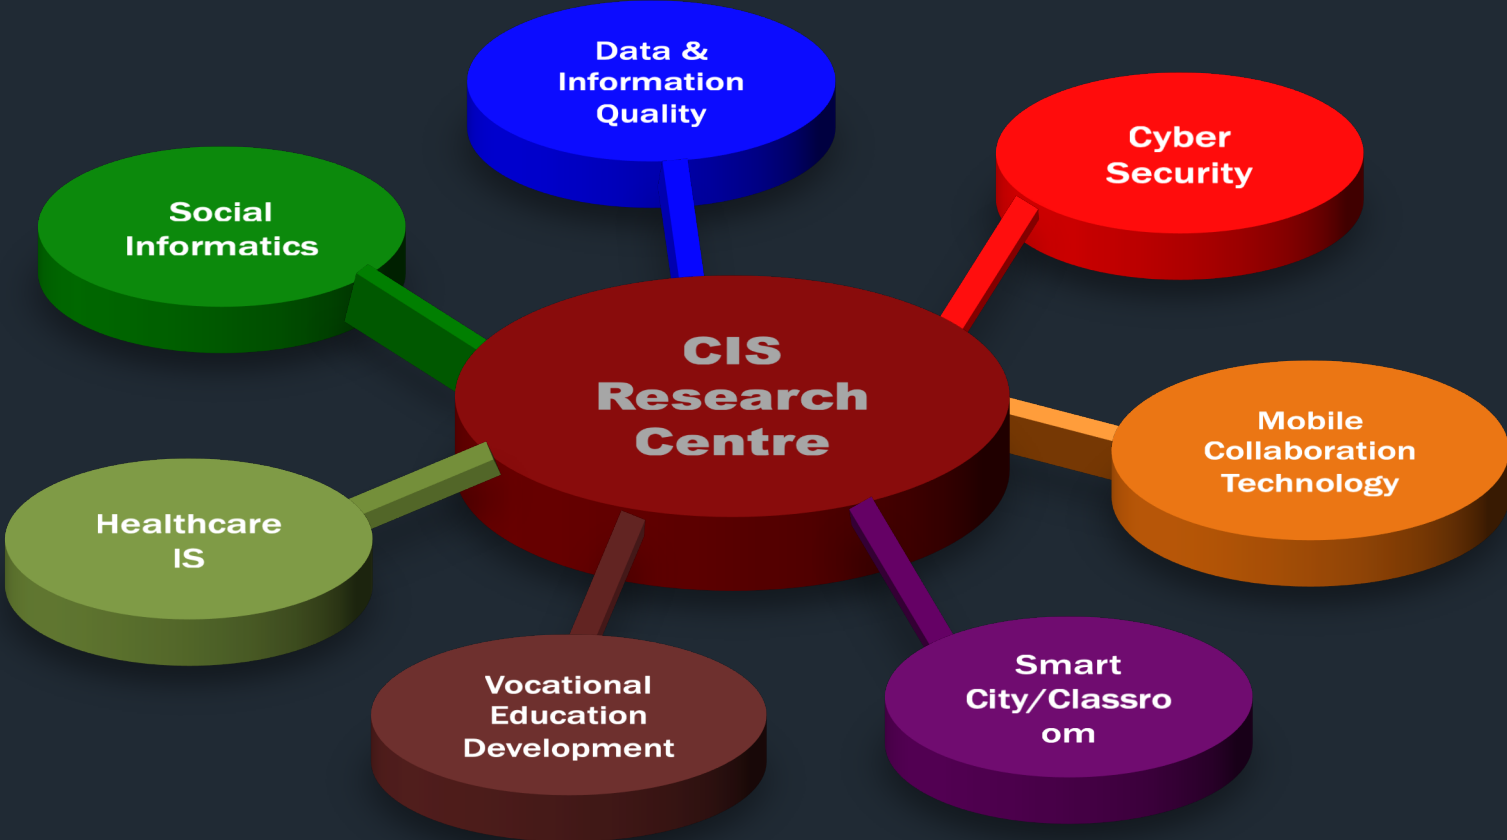 Data &
Information
Quality
Cyber
Security
Social
Informatics
CIS
Research
Centre
Mobile
Collaboration
Technology
Healthcare
IS
Vocational
Education
Development
Smart
City/Classro
om